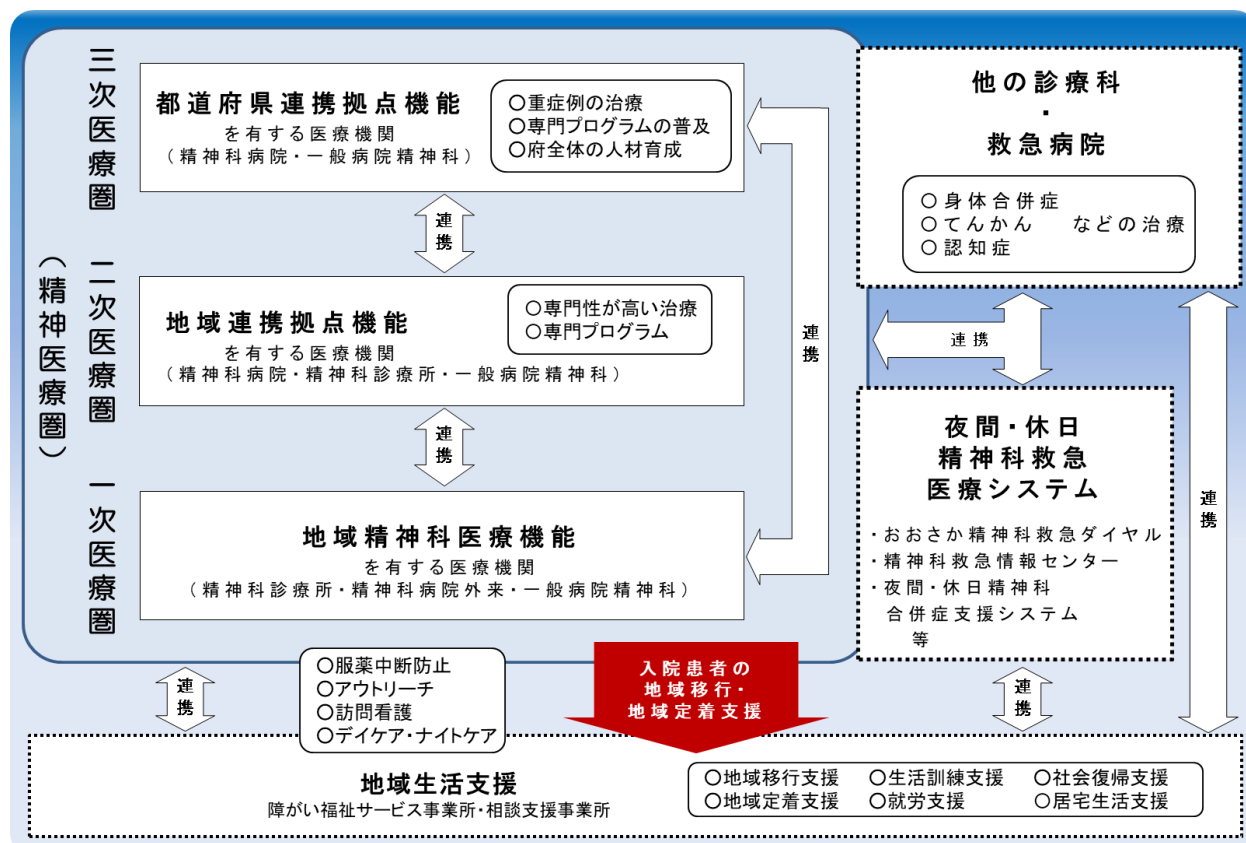 三次医療圏
二次医療圏
(精神医療圏)
一次医療圏
都道府県連携拠点機能
を有する医療機関
(精神科病院・一般病院精神科)
○重症例の治療
○専門プログラムの普及
○府全体の人材育成
連携
地域連携拠点機能
を有する医療機関
(精神科病院・精神科診療所・一般病院精神科)
○専門性が高い治療
○専門プログラム
連携
地域精神科医療機能
を有する医療機関
(精神科診療所・精神科病院外来・一般病院精神科)
連携
他の診療科
・
救急病院
○身体合併症
○てんかん などの治療
○認知症
連携
夜間・休日
精神科救急
医療システム
・おおさか精神科救急ダイヤル
・精神科救急情報センター
・夜間・休日精神科
合併症支援システム
等
連携
連携
○服薬中断防止
○アウトリーチ
○訪問看護
○デイケア・ナイトケア
入院患者の
地域移行・
地域定着支援
連携
地域生活支援
障がい福祉サービス事業所・相談支援事業所
○地域移行支援 ○生活訓練支援 ○社会復帰支援
○地域定着支援 ○就労支援 ○居宅生活支援